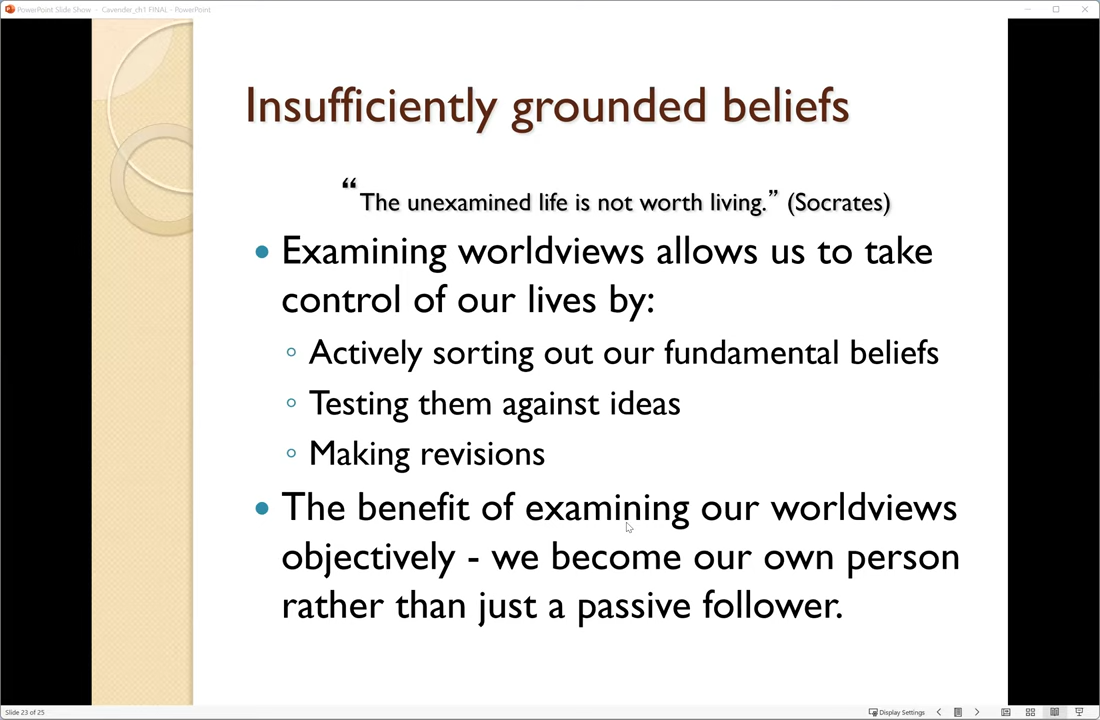 PowerPoint Slide Show - Cavender_ch1 FINAL - PowerPoint
Insufficiently grounded beliefs
“The unexamined life is not worth living.” (Socrates)
• Examining worldviews allows us to take
control of our lives by:
◦ Actively sorting out our fundamental beliefs
◦ Testing them against ideas
◦ Making revisions
• The benefit of examining our worldviews
objectively - we become our own person
rather than just a passive follower.
Slide 23 of 25
Display Settings